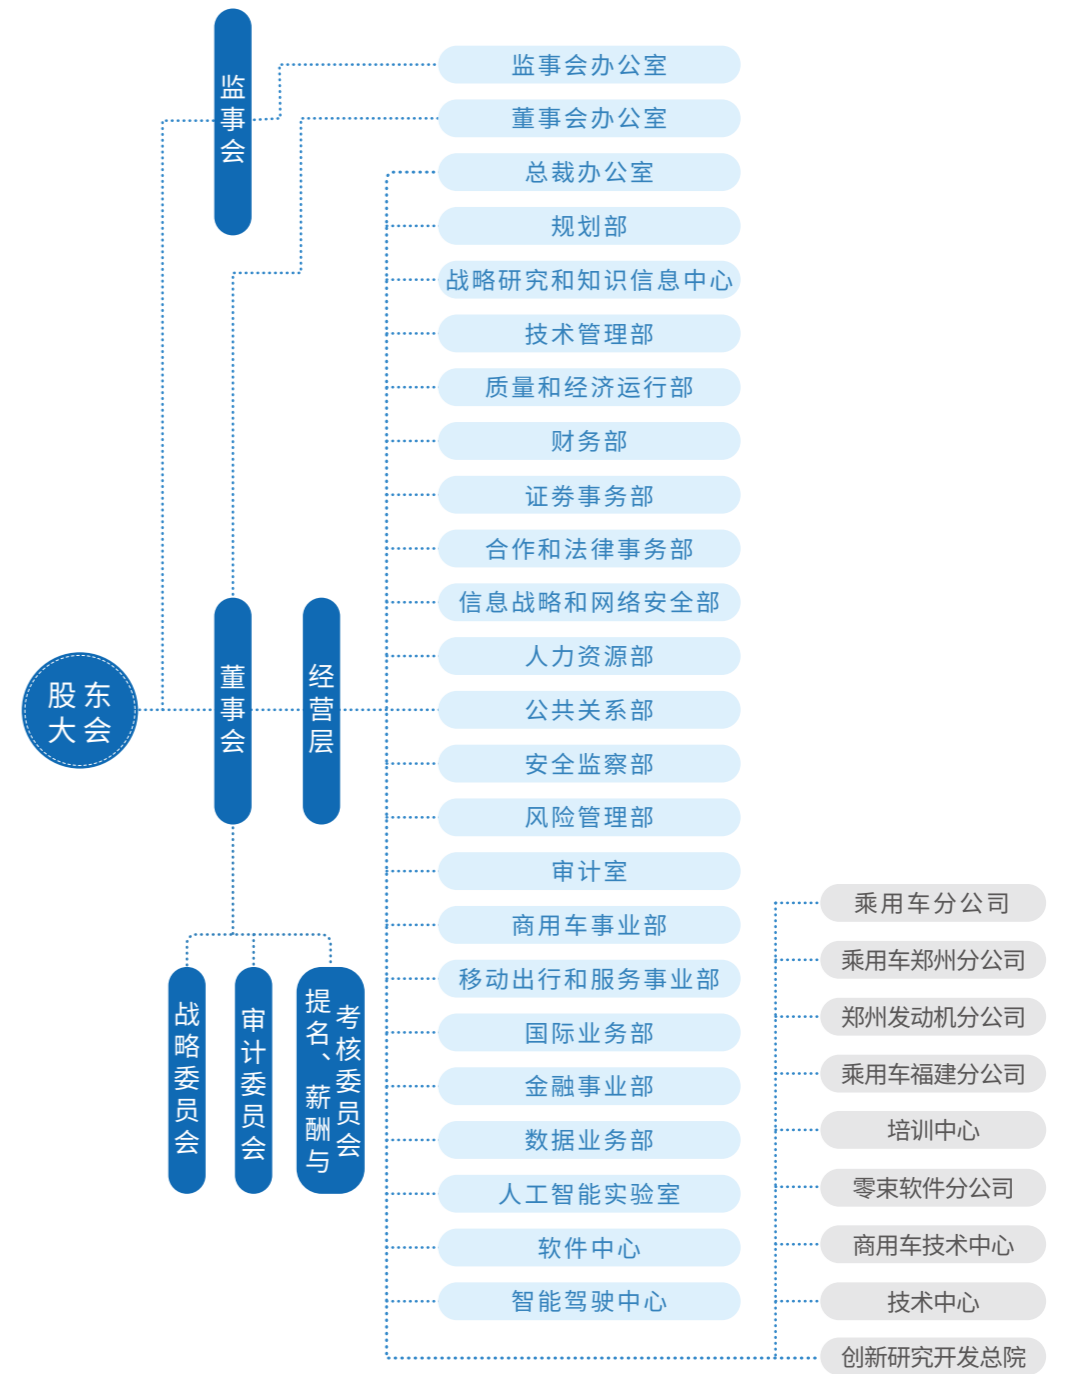 监事会
股东
大会
董事会
经营层
战略委员会
审计委员会
提名、薪酬与
考核委员会
监事会办公室
董事会办公室
总裁办公室
规划部
战略研究和知识信息中心
技术管理部
质量和经济运行部
财务部
证券事务部
合作和法律事务部
信息战略和网络安全部
人力资源部
公共关系部
安全监察部
风险管理部
审计室
商用车事业部
移动出行和服务事业部
国际业务部
金融事业部
数据业务部
人工智能实验室
软件中心
智能驾驶中心
乘用车分公司
乘用车郑州分公司
郑州发动机分公司
乘用车福建分公司
培训中心
零束软件分公司
商用车技术中心
技术中心
创新研究开发总院